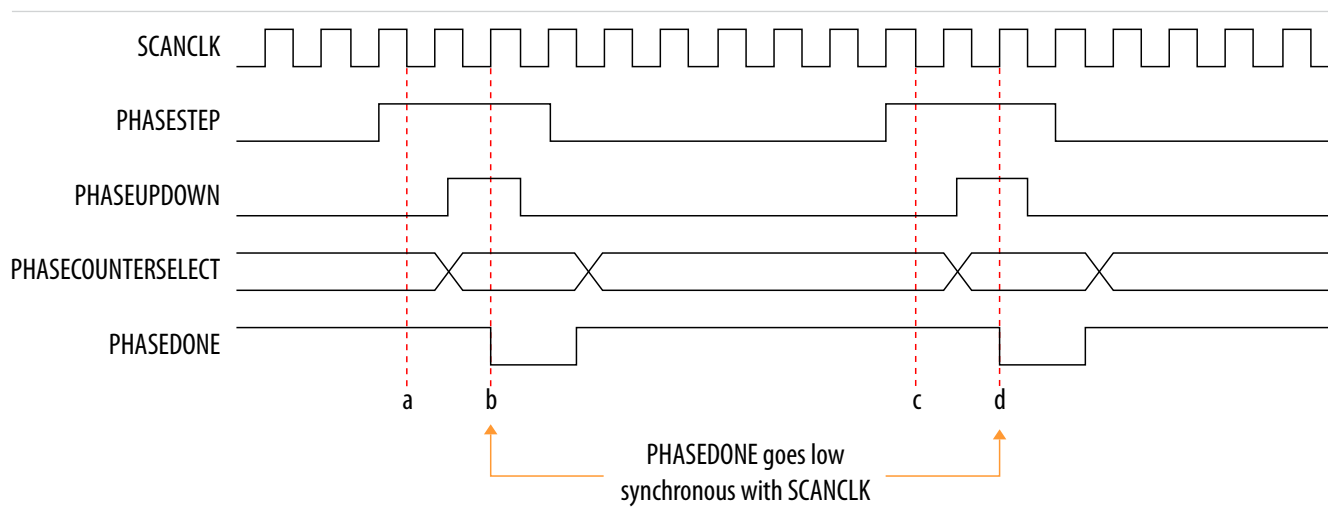 SCANCLK
PHASESTEP
PHASEUPDOWN
PHASECOUNTERSELECT
PHASEDONE
a b c d
PHASEDONE goes low
synchronous with SCANCLK